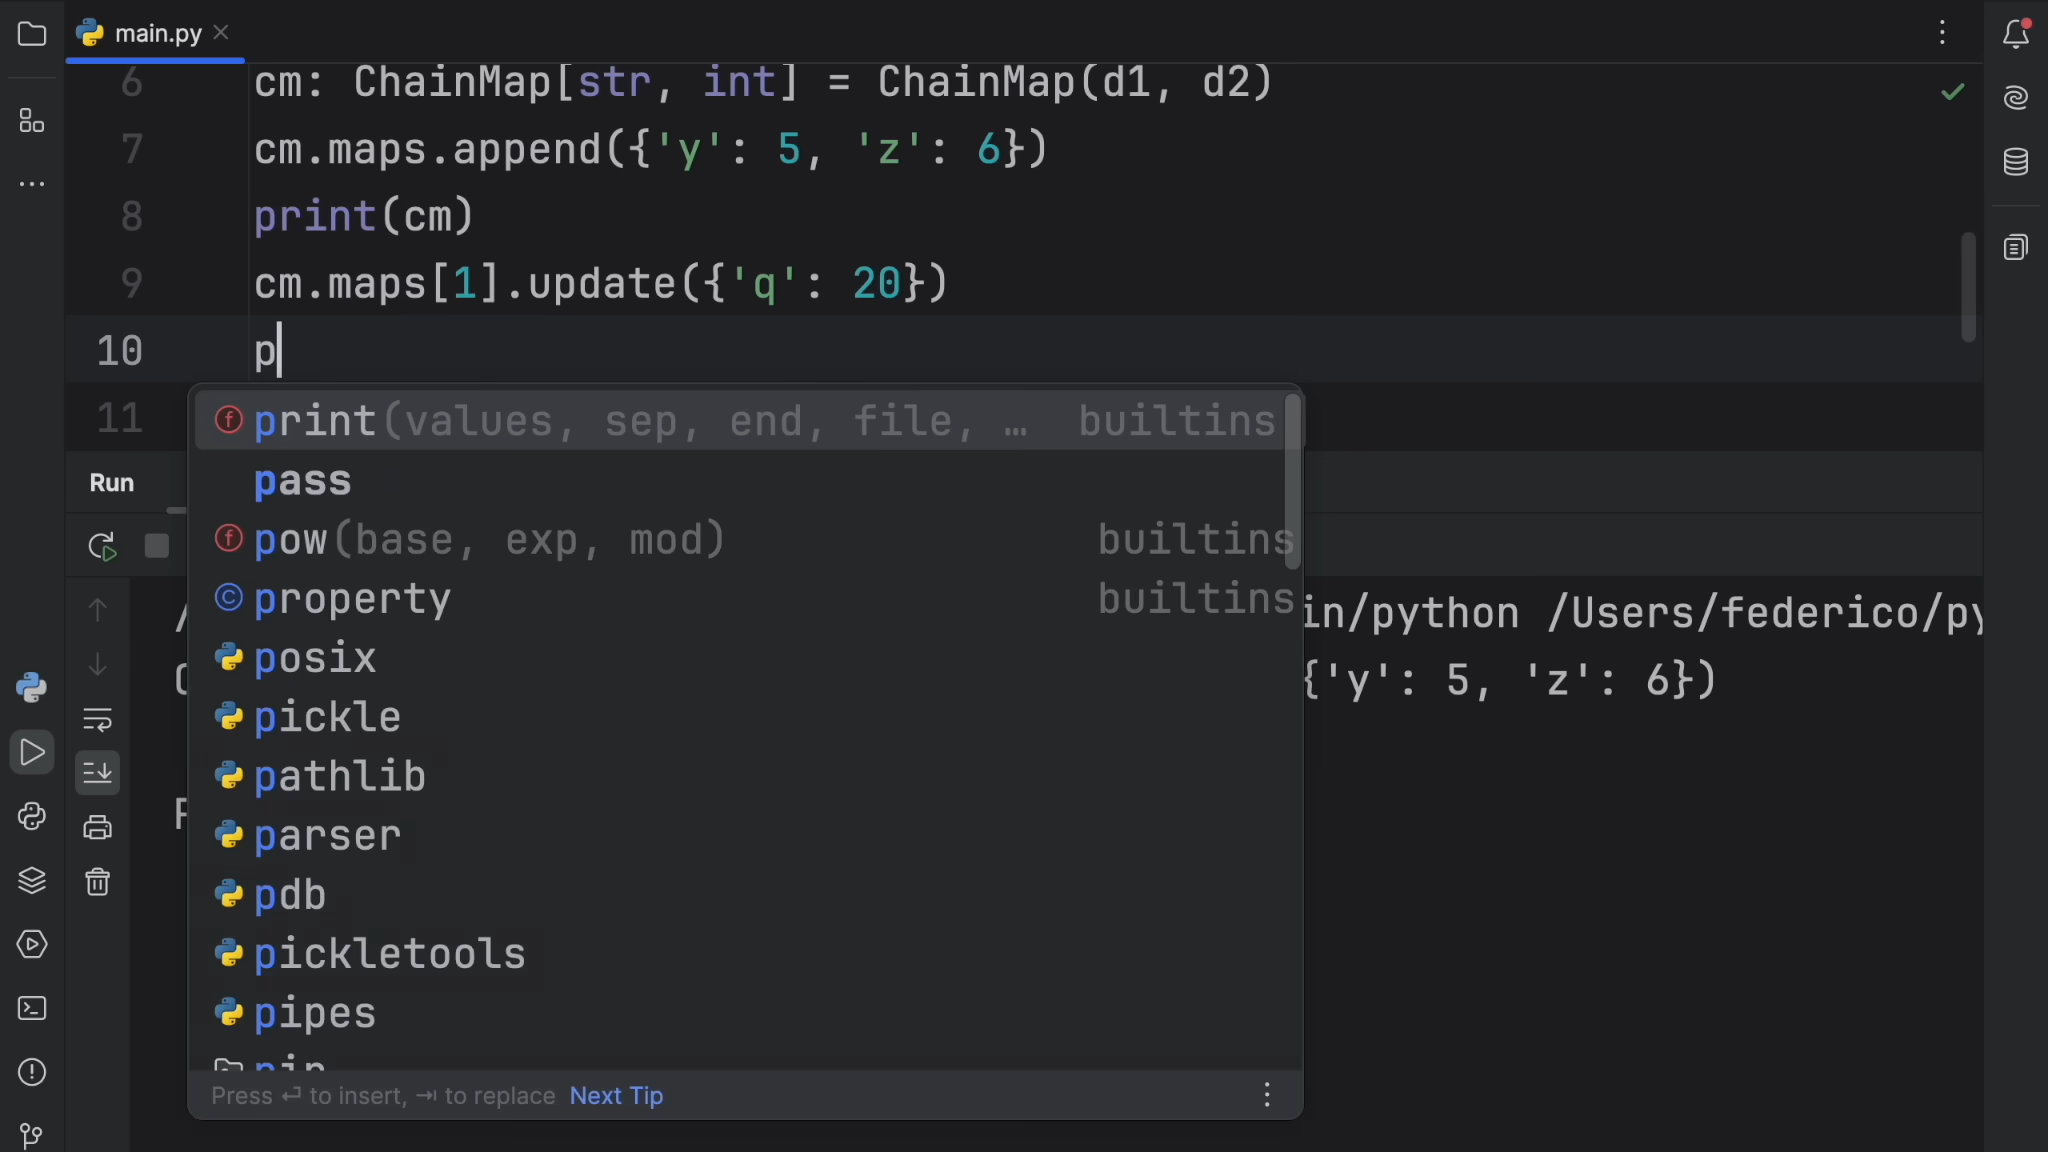 main.py
6 cm: ChainMap[str, int] = ChainMap(d1, d2)
7 cm.maps.append({'y': 5, 'z': 6})
8 print(cm)
9 cm.maps[1].update({'q': 20})
10 p
11
print(values, sep, end, file, … builtins
pass
pow(base, exp, mod) builtins
property builtins
posix
pickle
pathlib
parser
pdb
pickletools
pipes
Press ⏎ to insert, ⇥ to replace Next Tip
Run
/ in/python /Users/federico/py
{'y': 5, 'z': 6})